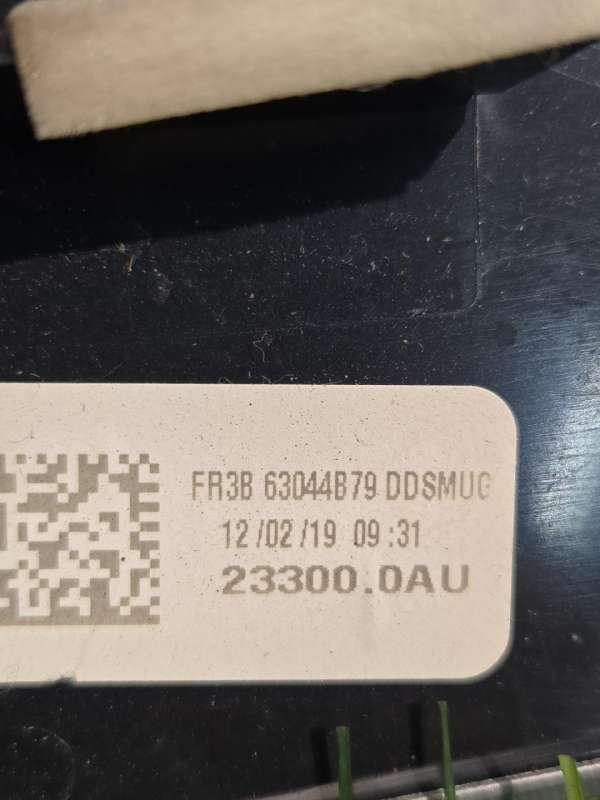 FR3B 63044B79 DDSMUG
12/02/19 09:31
23300.0AU